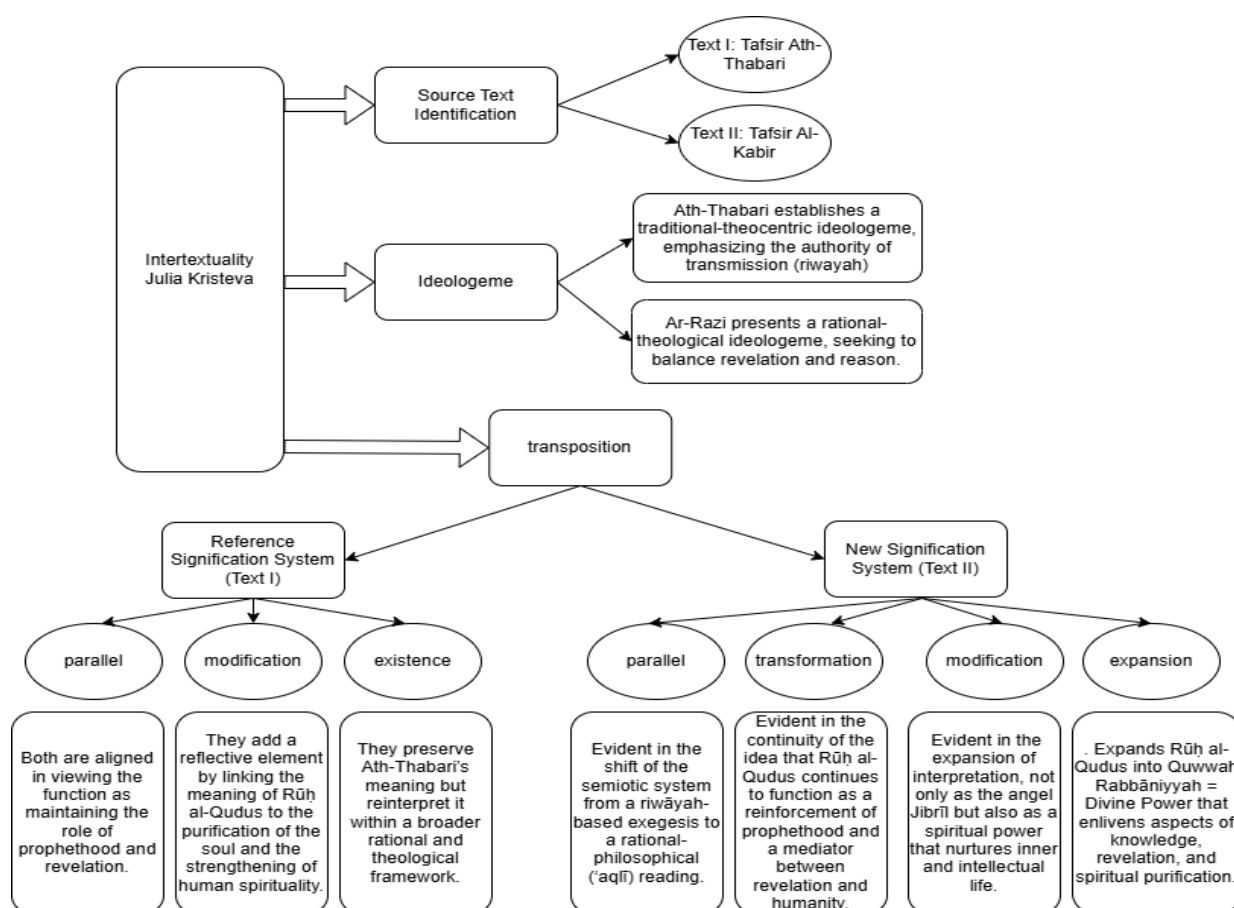 Text I: Tafsir Ath-
Thabari
Source Text
Identification
Text II: Tafsir Al-
Kabir
Intertextuality
Julia Kristeva
Ath-Thabari establishes a
traditional-theocentric ideologeme,
emphasizing the authority of
transmission (riwayah)
Ideologeme
Ar-Razi presents a rational-
theological ideologeme, seeking to
balance revelation and reason.
transposition
Reference
Signification System
(Text I)
New Signification
System (Text II)
parallel
modification
existence
parallel
transformation
modification
expansion
Both are aligned
in viewing the
function as
maintaining the
role of
prophethood and
revelation.
They add a
reflective element
by linking the
meaning of Rūḥ
al-Qudus to the
purification of the
soul and the
strengthening of
human spirituality.
They preserve
Ath-Thabari's
meaning but
reinterpret it
within a broader
rational and
theological
framework.
Evident in the
shift of the
semiotic system
from a riwāyah-
based exegesis to
a rational-
philosophical
(‘aqlī) reading.
Evident in the
continuity of the
idea that Rūḥ al-
Qudus continues
to function as a
reinforcement of
prophethood and
a mediator
between
revelation and
humanity.
Evident in the
expansion of
interpretation, not
only as the angel
Jibrīl but also as a
spiritual power
that nurtures inner
and intellectual
life.
. Expands Rūḥ al-
Qudus into Quwwah
Rabbāniyyah =
Divine Power that
enlivens aspects of
knowledge,
revelation, and
spiritual purification.